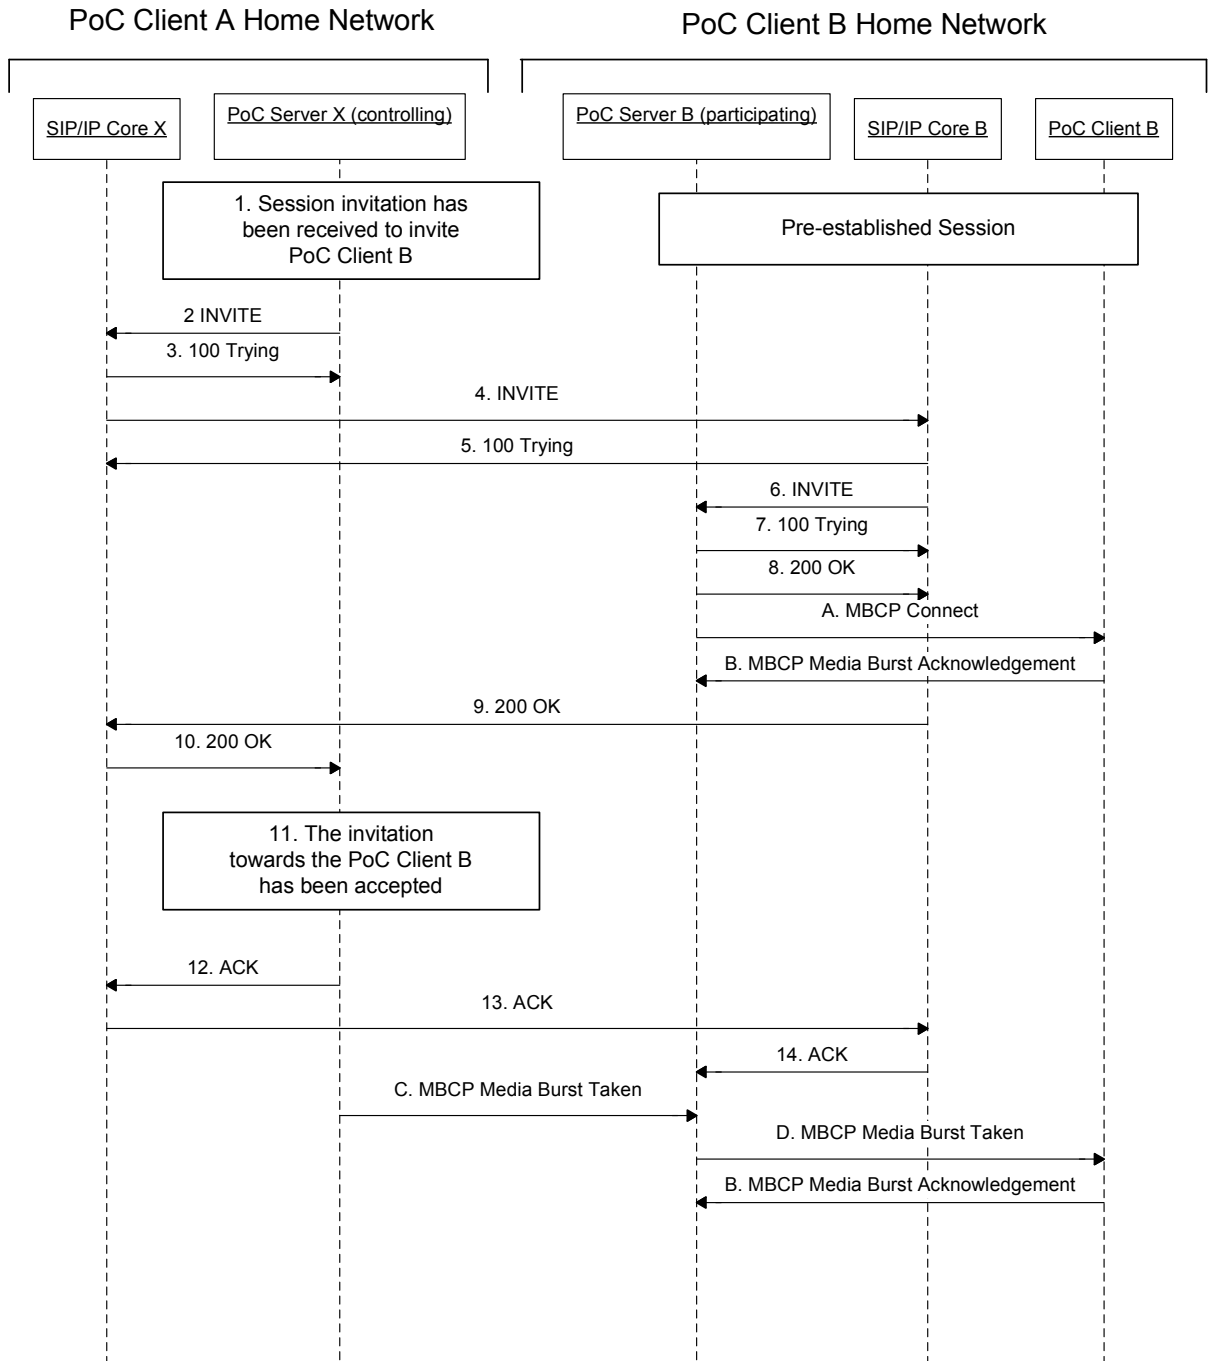 PoC Client A Home Network
PoC Client B Home Network
SIP/IP Core X
PoC Server X (controlling)
PoC Server B (participating)
SIP/IP Core B
PoC Client B
1. Session invitation has
been received to invite
PoC Client B
Pre-established Session
2 INVITE
3. 100 Trying
4. INVITE
5. 100 Trying
6. INVITE
7. 100 Trying
8. 200 OK
A. MBCP Connect
B. MBCP Media Burst Acknowledgement
9. 200 OK
10. 200 OK
11. The invitation
towards the PoC Client B
has been accepted
12. ACK
13. ACK
14. ACK
C. MBCP Media Burst Taken
D. MBCP Media Burst Taken
B. MBCP Media Burst Acknowledgement